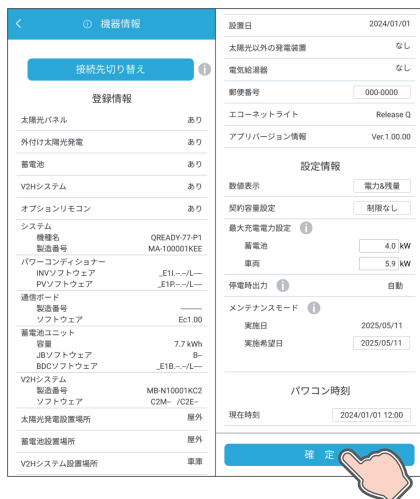 機器情報
接続先切り替え
登録情報
太陽光パネル あり
外付け太陽光発電 あり
蓄電池 あり
V2Hシステム あり
オプションリモコン あり
システム
機種名 QREADY-77-P1
製造番号 MA-100001KEE
パワーコンディショナー
INVソフトウェア _E1I.--.--/L---
PVソフトウェア _E1P.--.--/L---
通信ボード
製造番号 ———
ソフトウェア Ec1.00
蓄電池ユニット
容量 7.7 kWh
JBソフトウェア B--
BDCソフトウェア _E1B.--.--/L---
V2Hシステム
製造番号 MB-N10001KC2
ソフトウェア C2M-- /C2E--
太陽光発電設置場所 屋外
蓄電池設置場所 屋外
V2Hシステム設置場所 車庫
設置日 2024/01/01
太陽光以外の発電装置 なし
電気給湯器 なし
郵便番号 000-0000
エコーネットライト Release Q
アプリバージョン情報 Ver.1.00.00
設定情報
数値表示 電力&残量
契約容量設定 制限なし
最大充電電力設定
蓄電池 4.0 kW
車両 5.9 kW
停電時出力 自動
メンテナンスモード
実施日 2025/05/11
実施希望日 2025/05/11
パワコン時刻
現在時刻 2024/01/01 12:00
確 定